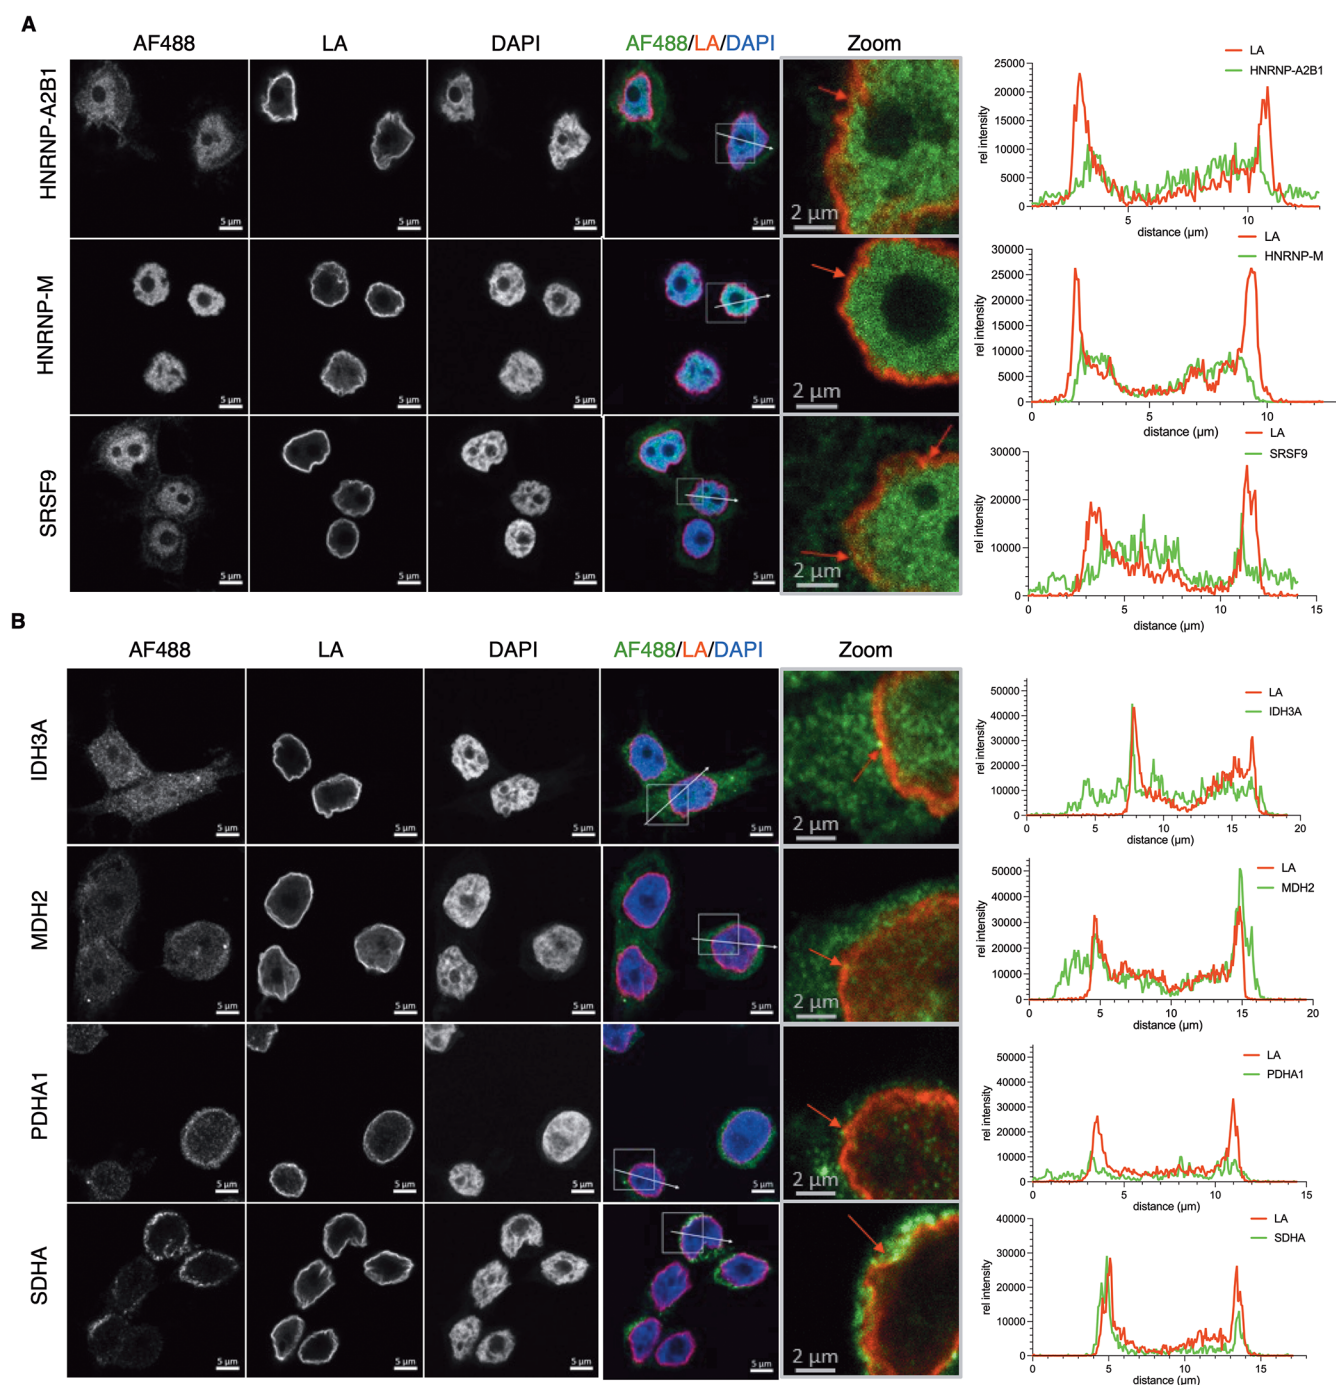 A
AF488 LA DAPI AF488/LA/DAPI Zoom
HNRNP-A2B1
5 µm 5 µm 5 µm 5 µm 2 µm
LA
HNRNP-A2B1
rel intensity
25000
20000
15000
10000
5000
0
5 10
distance (µm)
HNRNP-M
5 µm 5 µm 5 µm 5 µm 2 µm
LA
HNRNP-M
rel intensity
30000
25000
20000
15000
10000
5000
0
0 5 10
distance (µm)
SRSF9
5 µm 5 µm 5 µm 5 µm 2 µm
LA
SRSF9
rel intensity
30000
20000
10000
0
0 5 10 15
distance (µm)
B
AF488 LA DAPI AF488/LA/DAPI Zoom
IDH3A
5 µm 5 µm 5 µm 5 µm 2 µm
LA
IDH3A
rel intensity
50000
40000
30000
20000
10000
0
0 5 10 15 20
distance (µm)
MDH2
5 µm 5 µm 5 µm 5 µm 2 µm
LA
MDH2
rel intensity
50000
40000
30000
20000
10000
0
0 5 10 15 20
distance (µm)
PDHA1
5 µm 5 µm 5 µm 5 µm 2 µm
LA
PDHA1
rel intensity
50000
40000
30000
20000
10000
0
0 5 10 15
distance (µm)
SDHA
5 µm 5 µm 5 µm 5 µm 2 µm
LA
SDHA
rel intensity
40000
30000
20000
10000
0
0 5 10 15
distance (µm)